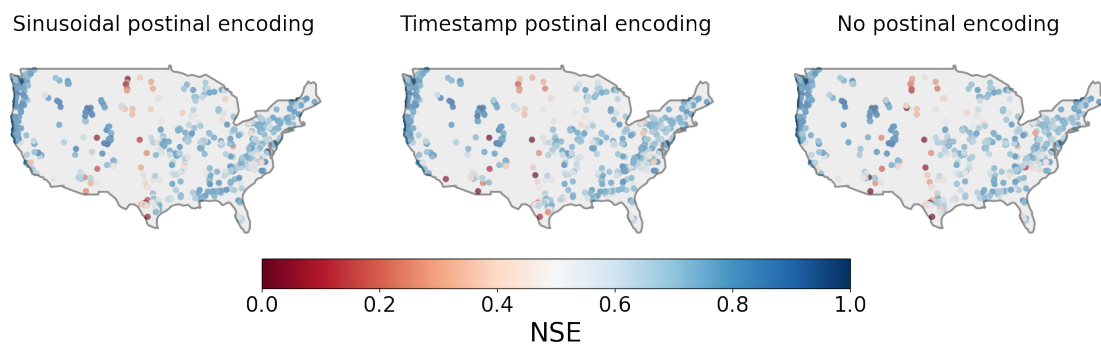 Sinusoidal postinal encoding
Timestamp postinal encoding
No postinal encoding
0.0 0.2 0.4 0.6 0.8 1.0
NSE